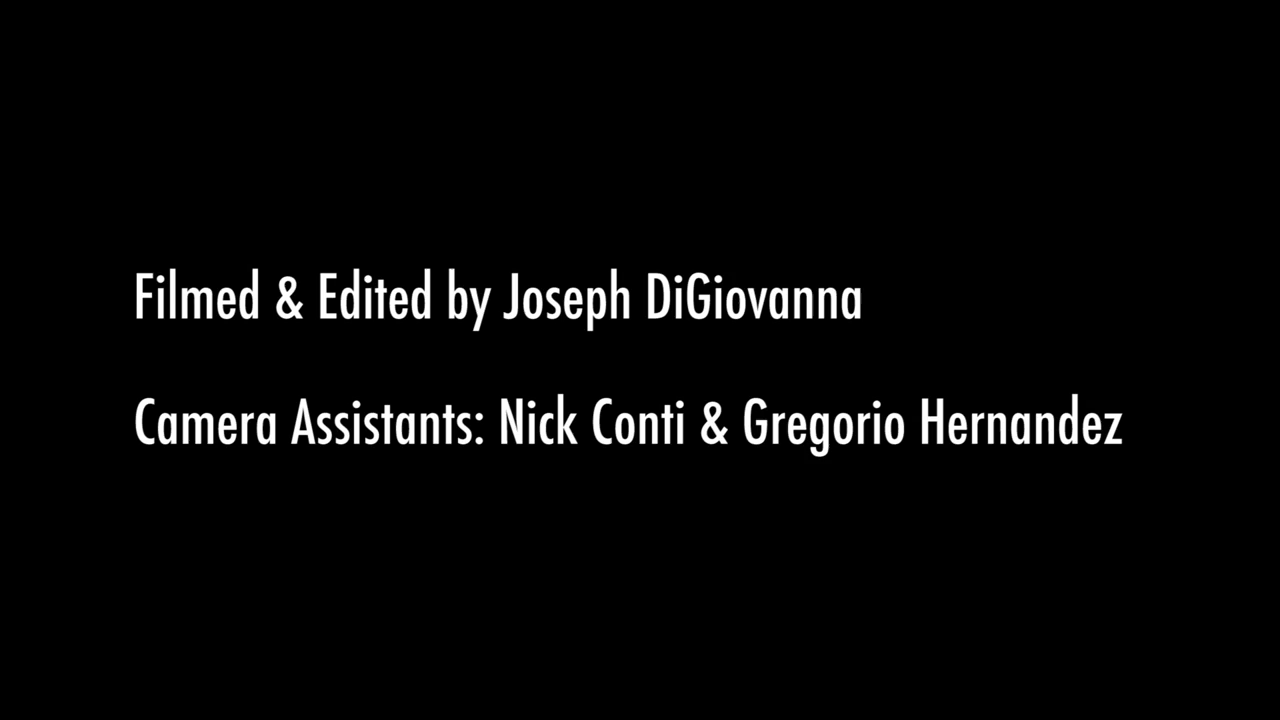 Filmed & Edited by Joseph DiGiovanna
Camera Assistants: Nick Conti & Gregorio Hernandez